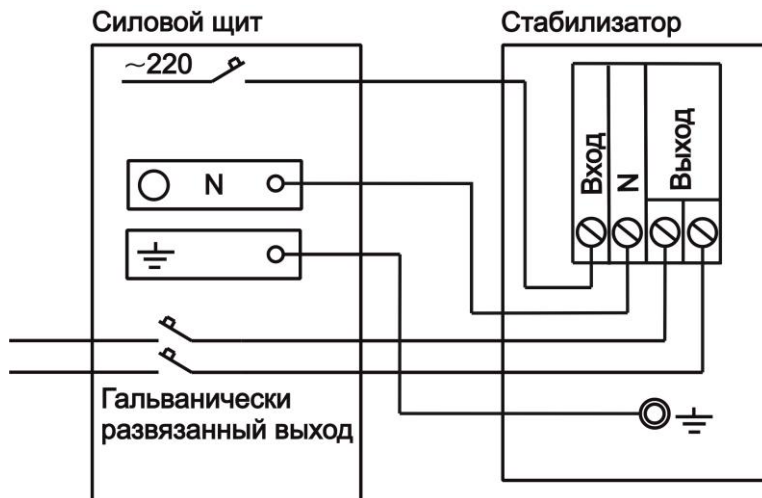 Силовой щит
Стабилизатор
~220
N
Вход
N
Выход
Гальванически
развязанный выход